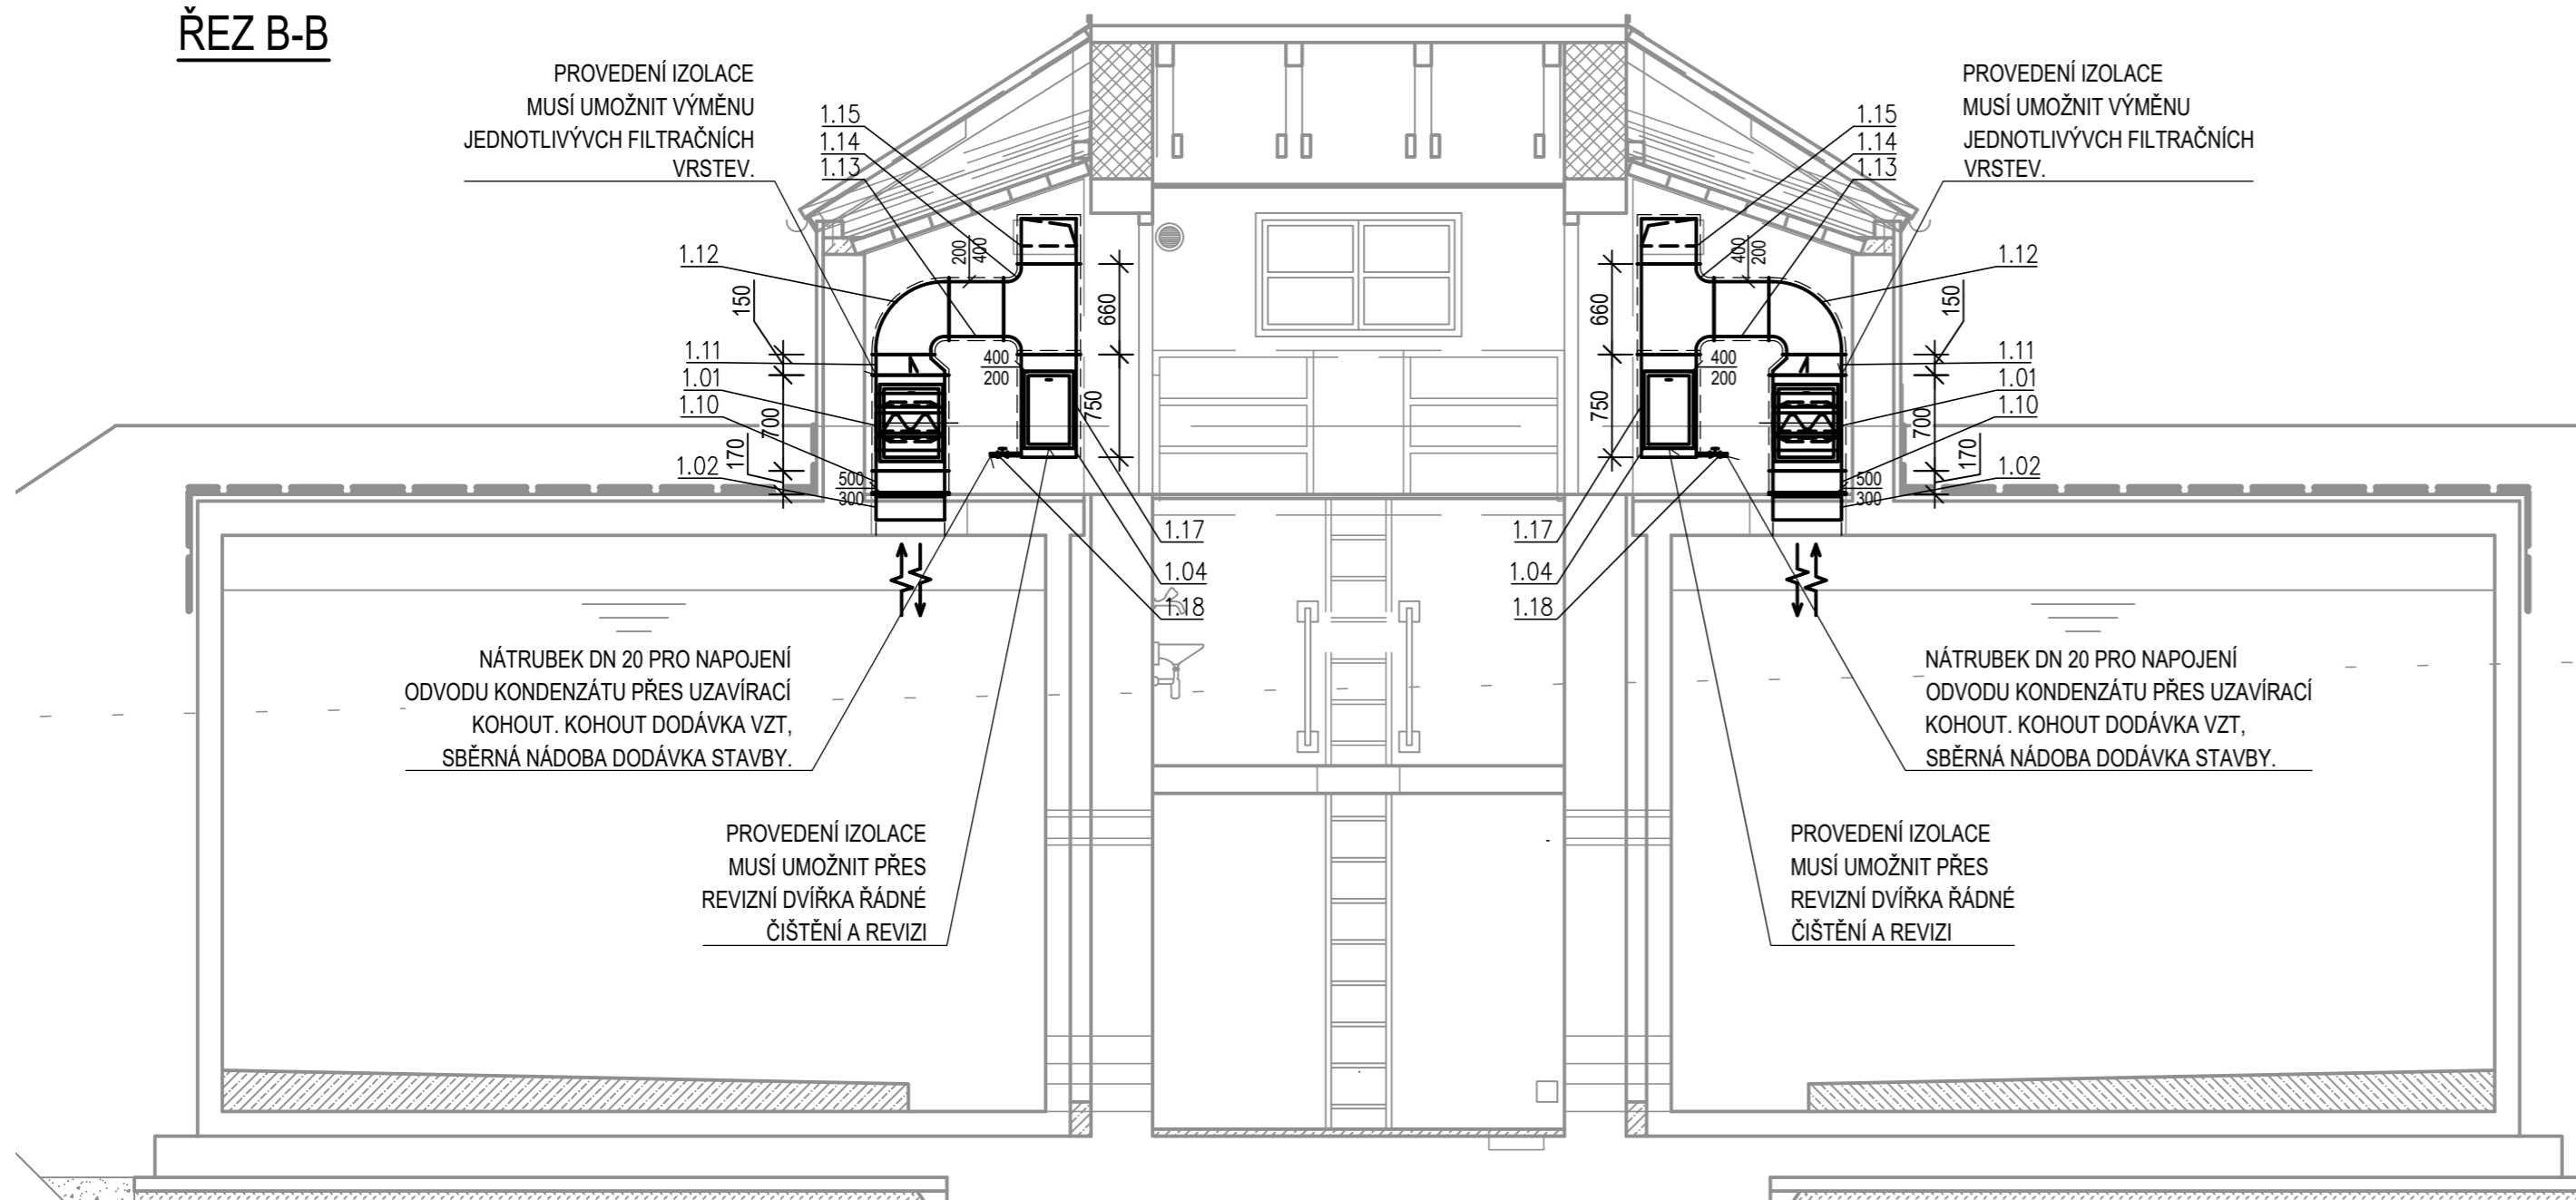 ŘEZ B-B
PROVEDENÍ IZOLACE
MUSÍ UMOŽNIT VÝMĚNU
JEDNOTLIVÝVCH FILTRAČNÍCH
VRSTEV.
1.15
1.14
1.13
1.12
150
1.11
1.01
1.10
700
170
1.02
500
300
200
400
660
400
200
750
1.17
1.04
1.18
NÁTRUBEK DN 20 PRO NAPOJENÍ
ODVODU KONDENZÁTU PŘES UZAVÍRACÍ
KOHOUT. KOHOUT DODÁVKA VZT,
SBĚRNÁ NÁDOBA DODÁVKA STAVBY.
PROVEDENÍ IZOLACE
MUSÍ UMOŽNIT PŘES
REVIZNÍ DVÍŘKA ŘÁDNÉ
ČIŠTĚNÍ A REVIZI
PROVEDENÍ IZOLACE
MUSÍ UMOŽNIT VÝMĚNU
JEDNOTLIVÝVCH FILTRAČNÍCH
VRSTEV.
1.15
1.14
1.13
1.12
150
1.11
1.01
1.10
700
170
1.02
500
300
400
200
660
400
200
750
1.17
1.04
1.18
NÁTRUBEK DN 20 PRO NAPOJENÍ
ODVODU KONDENZÁTU PŘES UZAVÍRACÍ
KOHOUT. KOHOUT DODÁVKA VZT,
SBĚRNÁ NÁDOBA DODÁVKA STAVBY.
PROVEDENÍ IZOLACE
MUSÍ UMOŽNIT PŘES
REVIZNÍ DVÍŘKA ŘÁDNÉ
ČIŠTĚNÍ A REVIZI